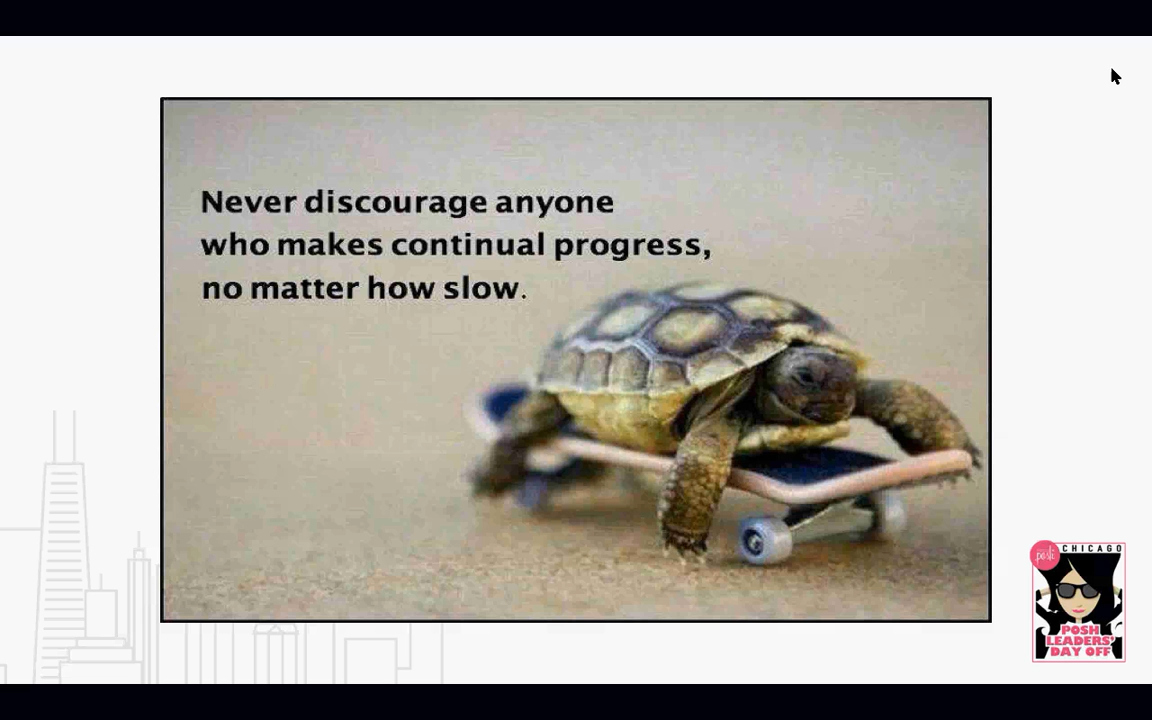 Never discourage anyone
who makes continual progress,
no matter how slow.
posh
CHICAGO
POSH
LEADERS'
DAY OFF